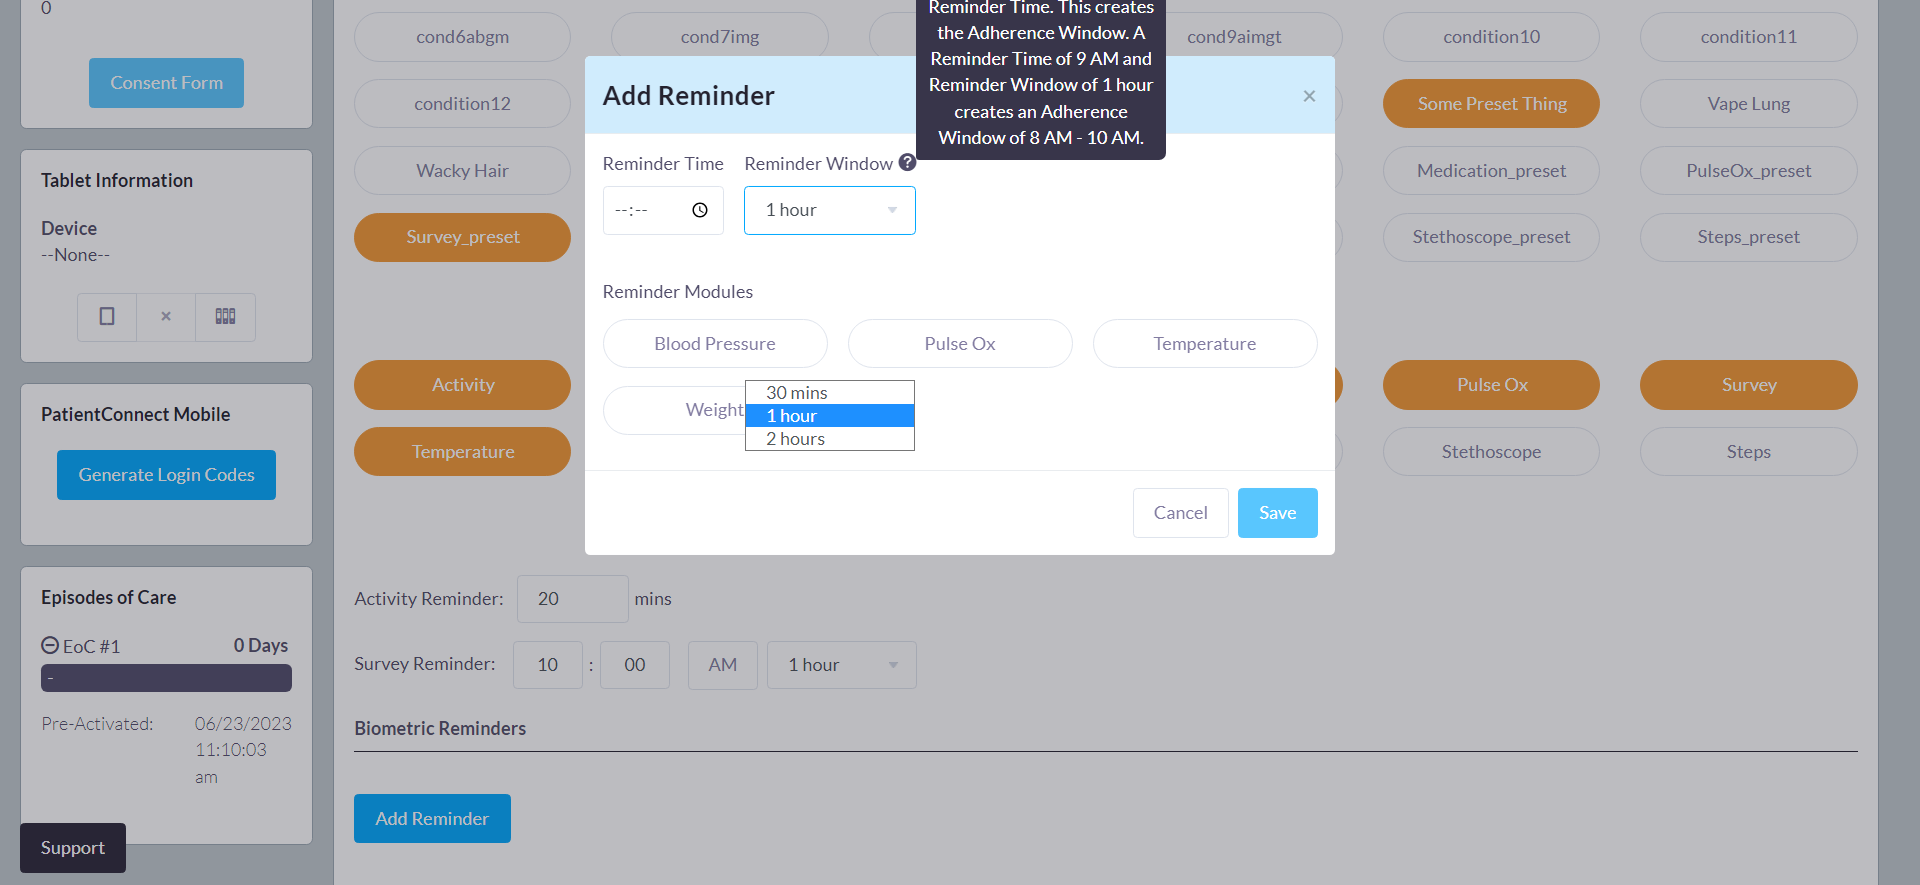 0
Consent Form
Tablet Information
Device
--None--
PatientConnect Mobile
Generate Login Codes
Episodes of Care
EoC #1 0 Days
-
Pre-Activated: 06/23/2023
11:10:03
am
Support
cond6abgm cond7img cond9aimgt condition10 condition11
condition12 Some Preset Thing Vape Lung
Wacky Hair Medication_preset PulseOx_preset
Survey_preset Stethoscope_preset Steps_preset
Activity Pulse Ox Survey
Temperature Stethoscope Steps
Reminder Time. This creates
the Adherence Window. A
Reminder Time of 9 AM and
Reminder Window of 1 hour
creates an Adherence
Window of 8 AM - 10 AM.
Add Reminder ×
Reminder Time Reminder Window ?
--:-- 1 hour
Reminder Modules
Blood Pressure Pulse Ox Temperature
Weight
30 mins
1 hour
2 hours
Cancel Save
Activity Reminder: 20 mins
Survey Reminder: 10 : 00 AM 1 hour
Biometric Reminders
Add Reminder